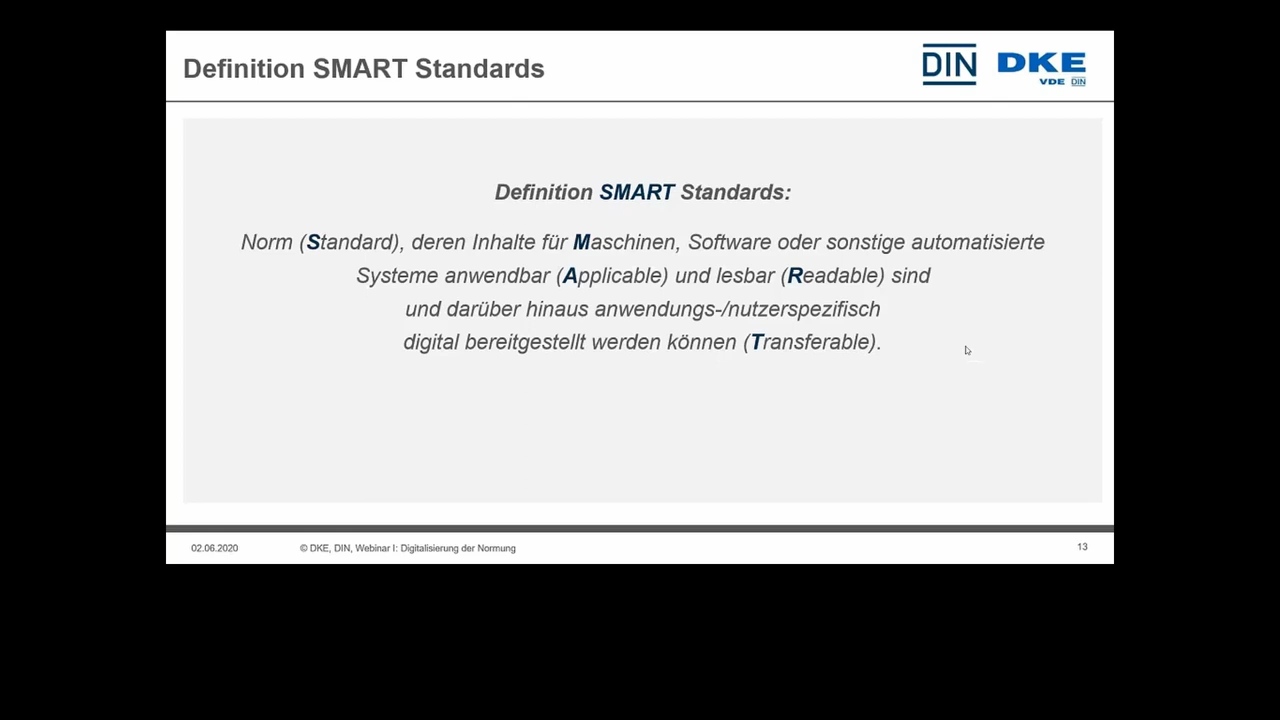 Definition SMART Standards
DIN
DKE
VDE DIN
Definition SMART Standards:
Norm (Standard), deren Inhalte für Maschinen, Software oder sonstige automatisierte
Systeme anwendbar (Applicable) und lesbar (Readable) sind
und darüber hinaus anwendungs-/nutzerspezifisch
digital bereitgestellt werden können (Transferable).
02.06.2020
© DKE, DIN, Webinar I: Digitalisierung der Normung
13